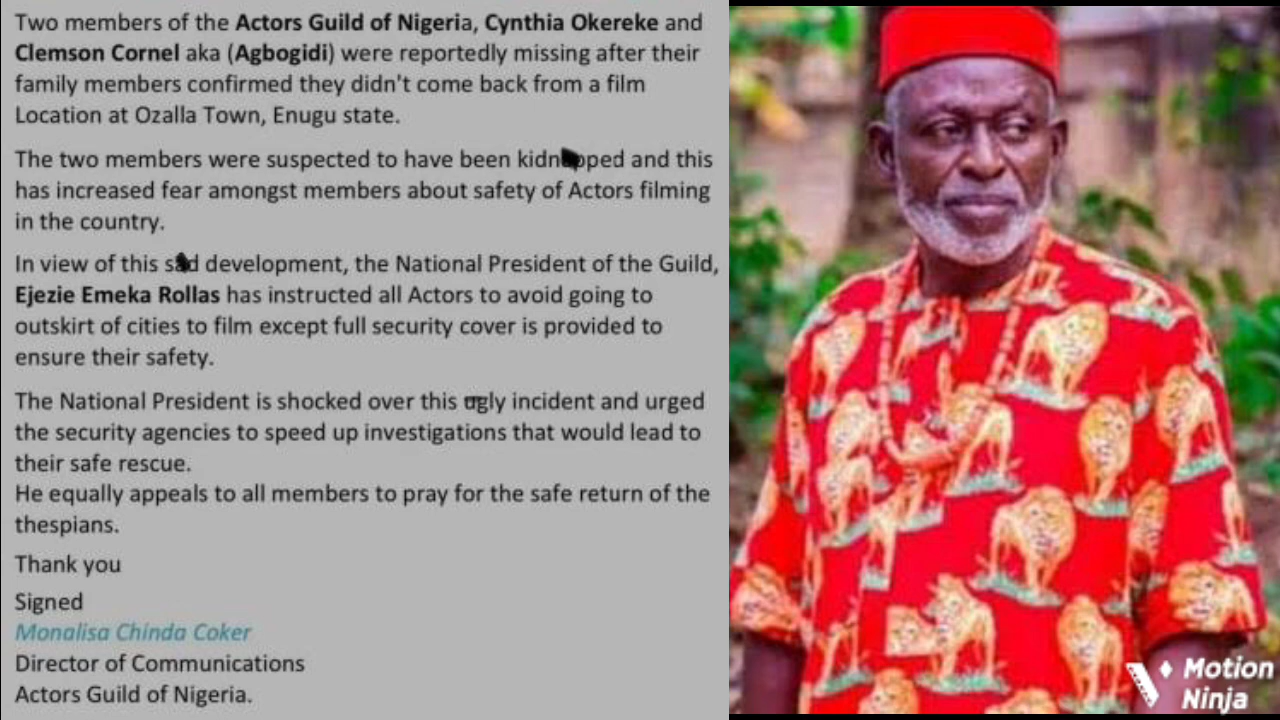 Two members of the Actors Guild of Nigeria, Cynthia Okereke and
Clemson Cornel aka (Agbogidi) were reportedly missing after their
family members confirmed they didn't come back from a film
Location at Ozalla Town, Enugu state.
The two members were suspected to have been kidnapped and this
has increased fear amongst members about safety of Actors filming
in the country.
In view of this sad development, the National President of the Guild,
Ejezie Emeka Rollas has instructed all Actors to avoid going to
outskirt of cities to film except full security cover is provided to
ensure their safety.
The National President is shocked over this ugly incident and urged
the security agencies to speed up investigations that would lead to
their safe rescue.
He equally appeals to all members to pray for the safe return of the
thespians.
Thank you
Signed
Monalisa Chinda Coker
Director of Communications
Actors Guild of Nigeria.
Motion
Ninja